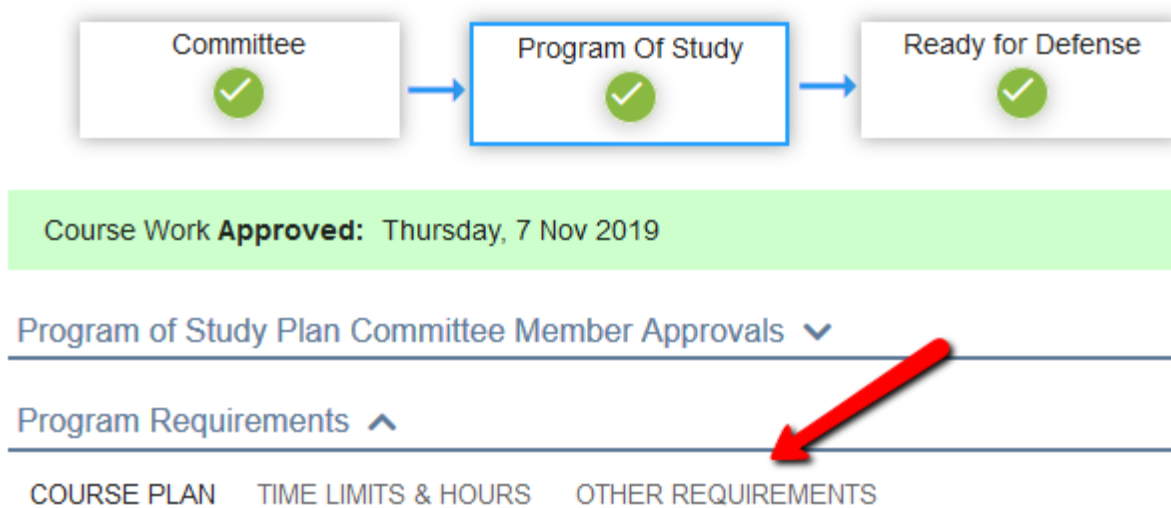 Committee
Program Of Study
Ready for Defense
Course Work Approved: Thursday, 7 Nov 2019
Program of Study Plan Committee Member Approvals
Program Requirements
COURSE PLAN TIME LIMITS & HOURS OTHER REQUIREMENTS